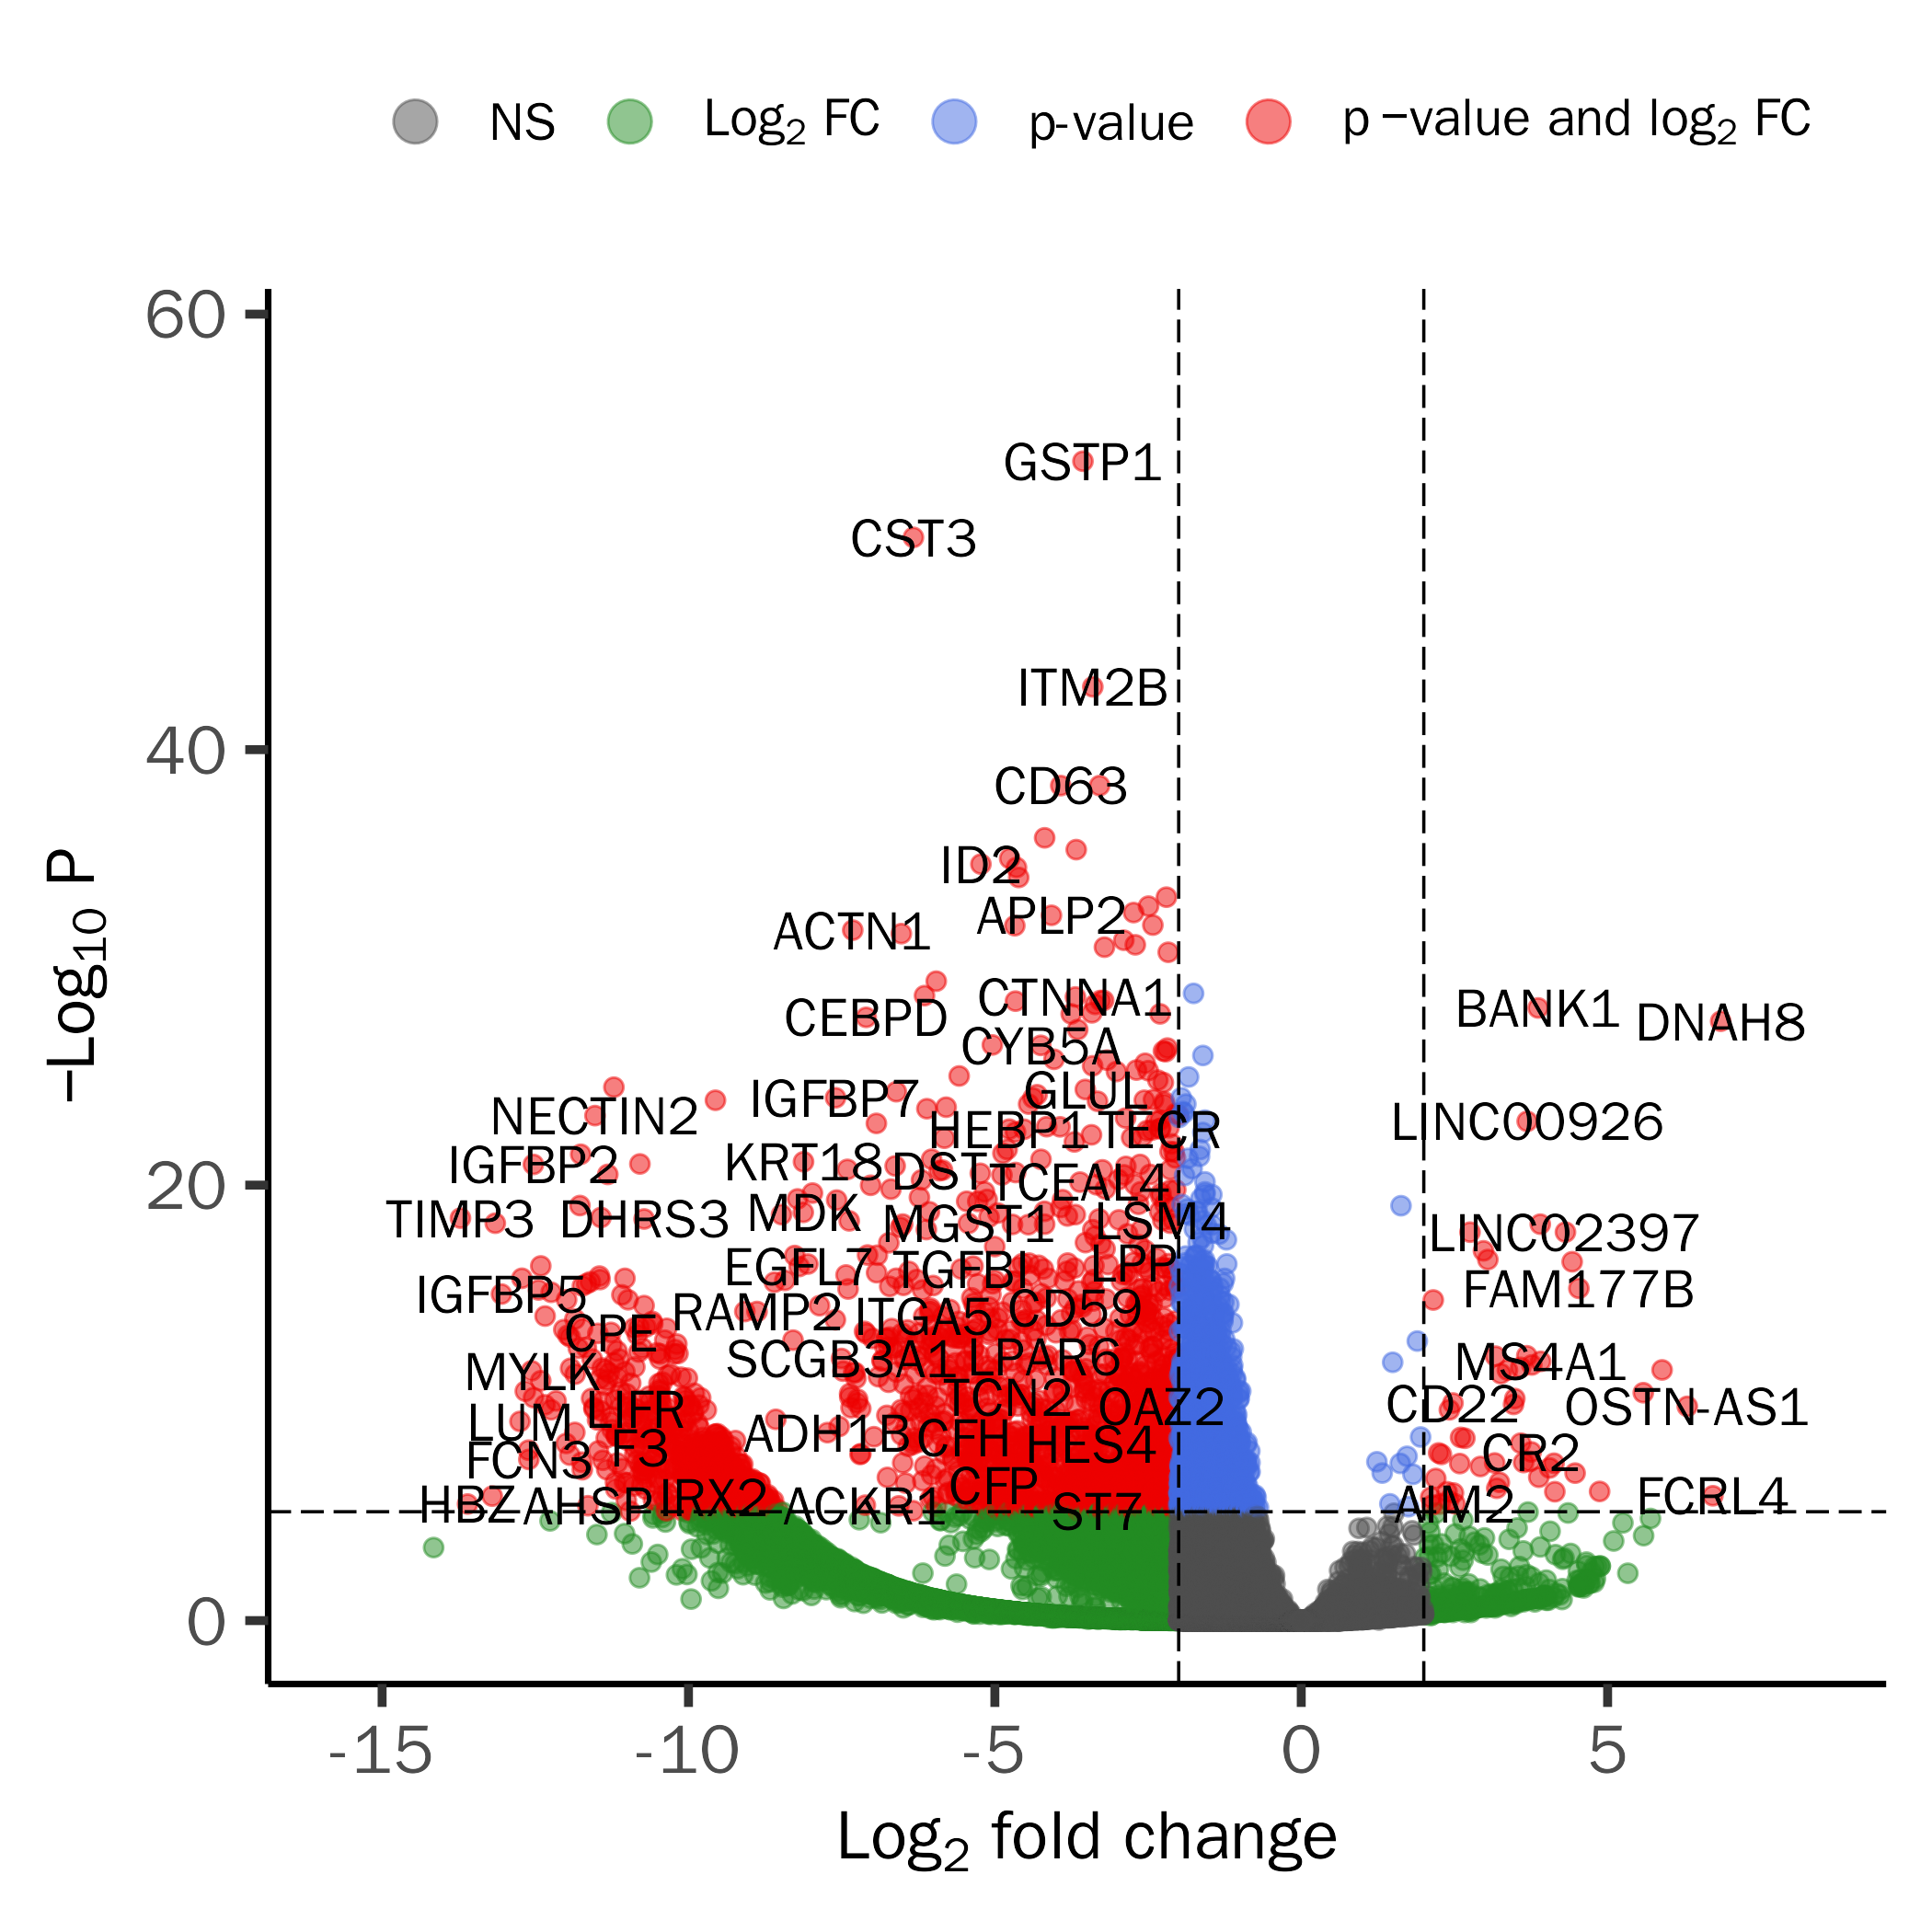 NS Log2 FC p-value p −value and log2 FC
60
40
20
0
−Log10 P
GSTP1
CST3
ITM2B
CD63
ID2
APLP2
ACTN1
CTNNA1
BANK1
DNAH8
CEBPD
CYB5A
GLUL
IGFBP7
NECTIN2
LINC00926
HEBP1 TECR
IGFBP2
KRT18
DST
TCEAL4
TIMP3
DHRS3
MDK
MGST1
LSM4
LINC02397
EGFL7
TGFBI
LPP
FAM177B
IGFBP5
RAMP2
ITGA5
CD59
CPE
SCGB3A1
LPAR6
MS4A1
MYLK
TCN2
OAZ2
CD22
OSTN-AS1
LUM
LIFR
ADH1B
CFH
HES4
FCN3
F3
CR2
CFP
HBZ
AHSP
IRX2
ACKR1
ST7
AIM2
FCRL4
-15 -10 -5 0 5
Log2 fold change